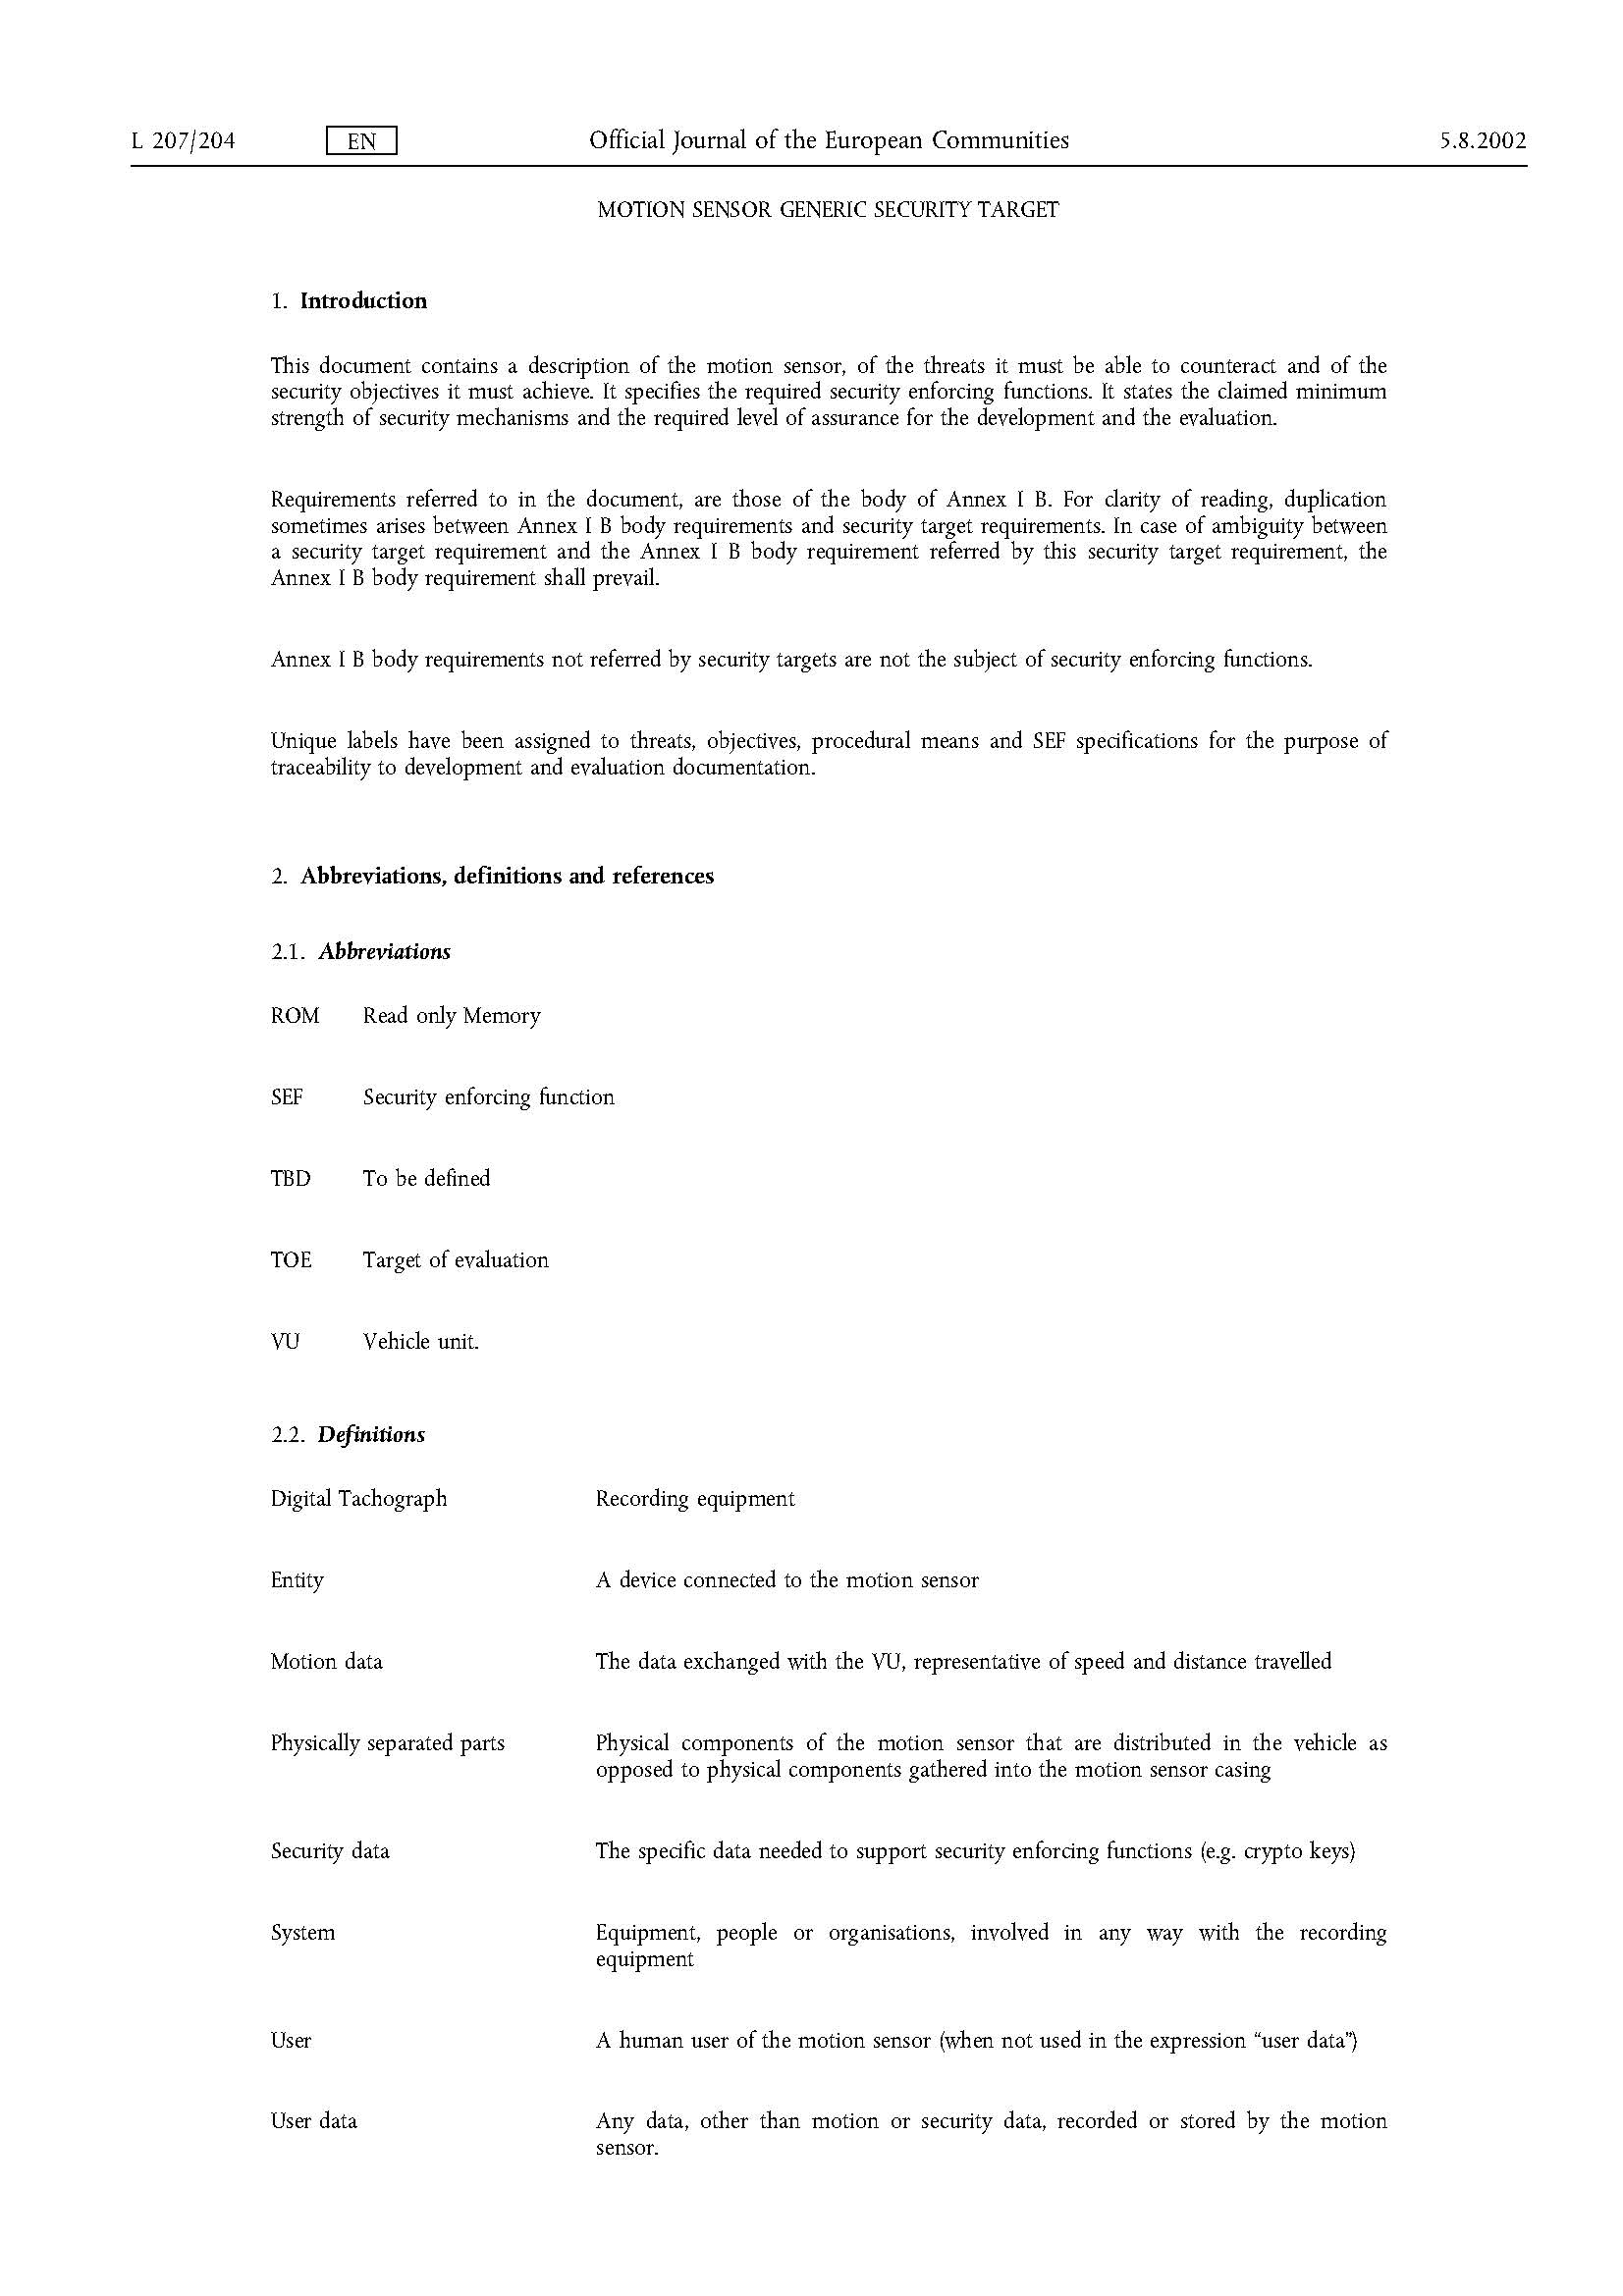 L 207/204 EN Official Journal of the European Communities 5.8.2002
MOTION SENSOR GENERIC SECURITY TARGET
1. Introduction
This document contains a description of the motion sensor, of the threats it must be able to counteract and of the
security objectives it must achieve. It specifies the required security enforcing functions. It states the claimed minimum
strength of security mechanisms and the required level of assurance for the development and the evaluation.
Requirements referred to in the document, are those of the body of Annex I B. For clarity of reading, duplication
sometimes arises between Annex I B body requirements and security target requirements. In case of ambiguity between
a security target requirement and the Annex I B body requirement referred by this security target requirement, the
Annex I B body requirement shall prevail.
Annex I B body requirements not referred by security targets are not the subject of security enforcing functions.
Unique labels have been assigned to threats, objectives, procedural means and SEF specifications for the purpose of
traceability to development and evaluation documentation.
2. Abbreviations, definitions and references
2.1. Abbreviations
ROM Read only Memory
SEF Security enforcing function
TBD To be defined
TOE Target of evaluation
VU Vehicle unit.
2.2. Definitions
Digital Tachograph Recording equipment
Entity A device connected to the motion sensor
Motion data The data exchanged with the VU, representative of speed and distance travelled
Physically separated parts Physical components of the motion sensor that are distributed in the vehicle as
opposed to physical components gathered into the motion sensor casing
Security data The specific data needed to support security enforcing functions (e.g. crypto keys)
System Equipment, people or organisations, involved in any way with the recording
equipment
User A human user of the motion sensor (when not used in the expression “user data”)
User data Any data, other than motion or security data, recorded or stored by the motion
sensor.